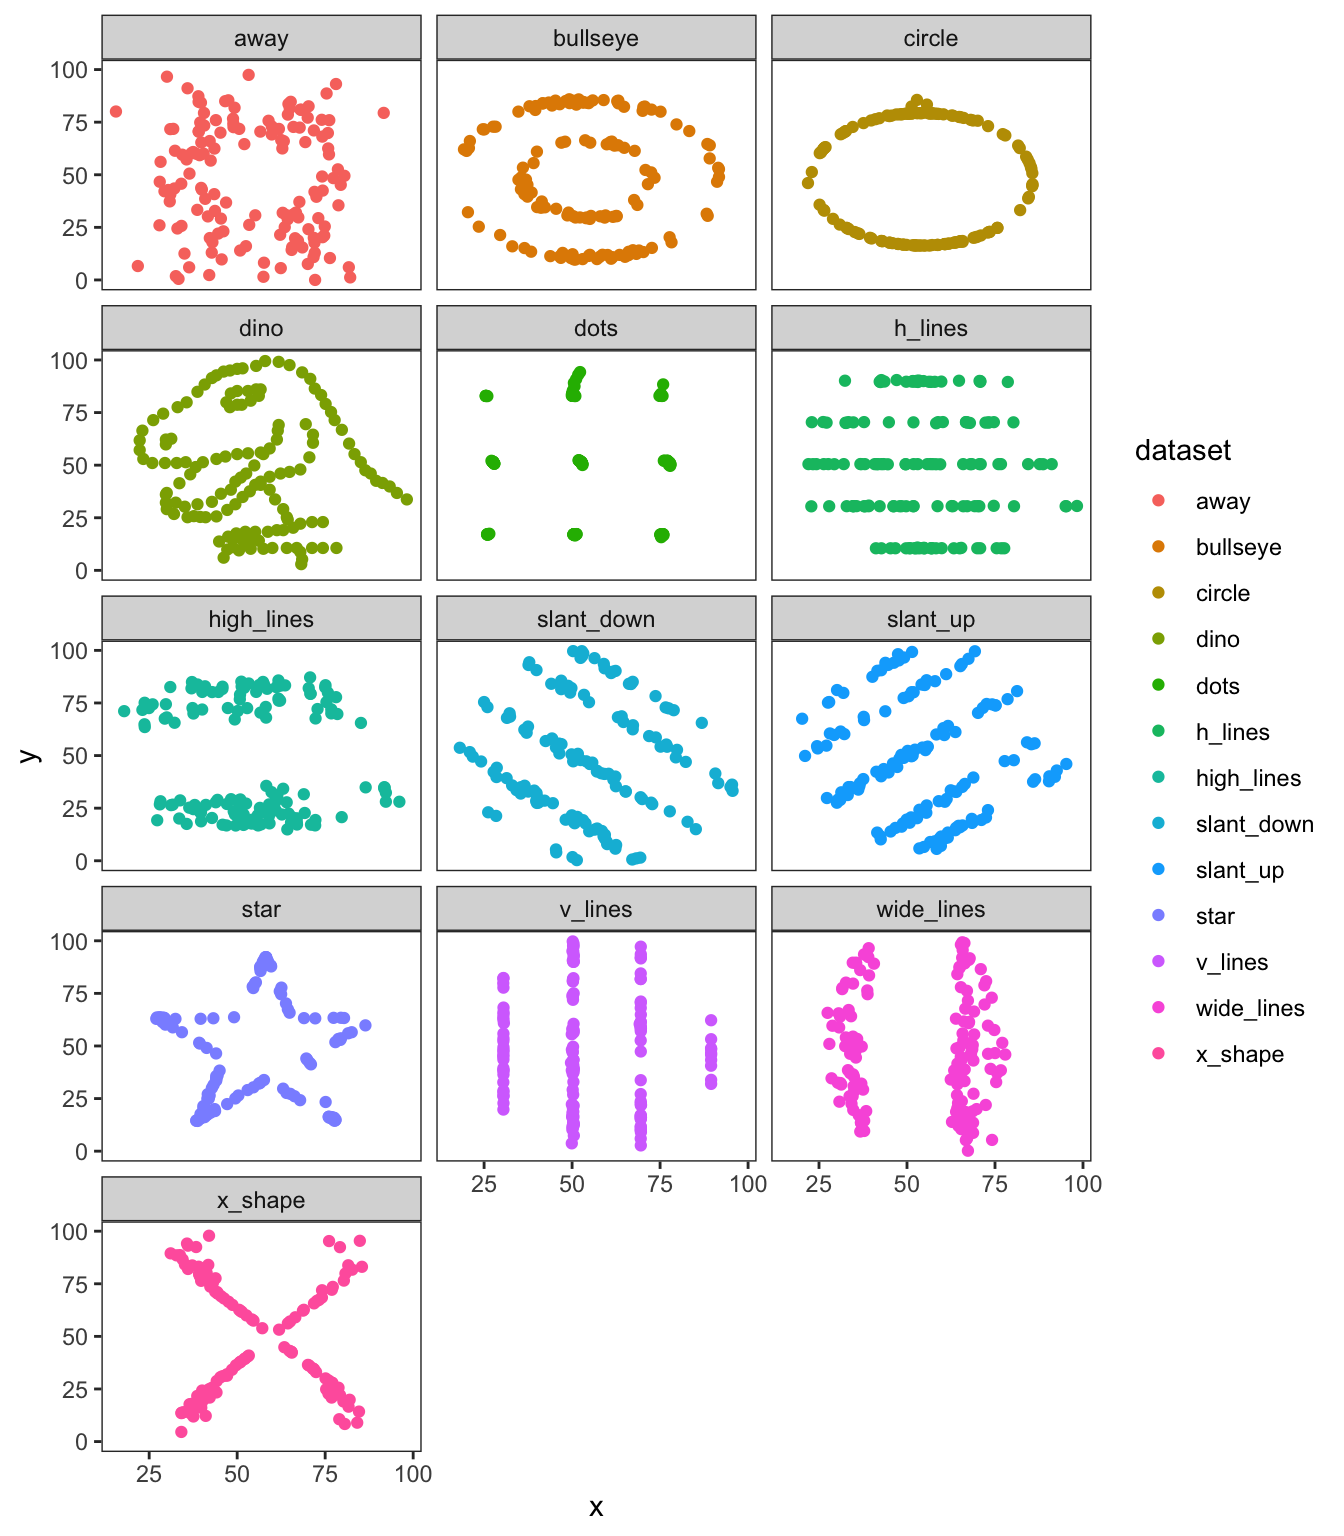 away bullseye circle
100
75
50
25
0
dino dots h_lines
100
75
50
25
0
high_lines slant_down slant_up
100
75
50
25
0
y
star v_lines wide_lines
100
75
50
25
0
25 50 75 100 25 50 75 100
x_shape
100
75
50
25
0
25 50 75 100
x
dataset
away
bullseye
circle
dino
dots
h_lines
high_lines
slant_down
slant_up
star
v_lines
wide_lines
x_shape